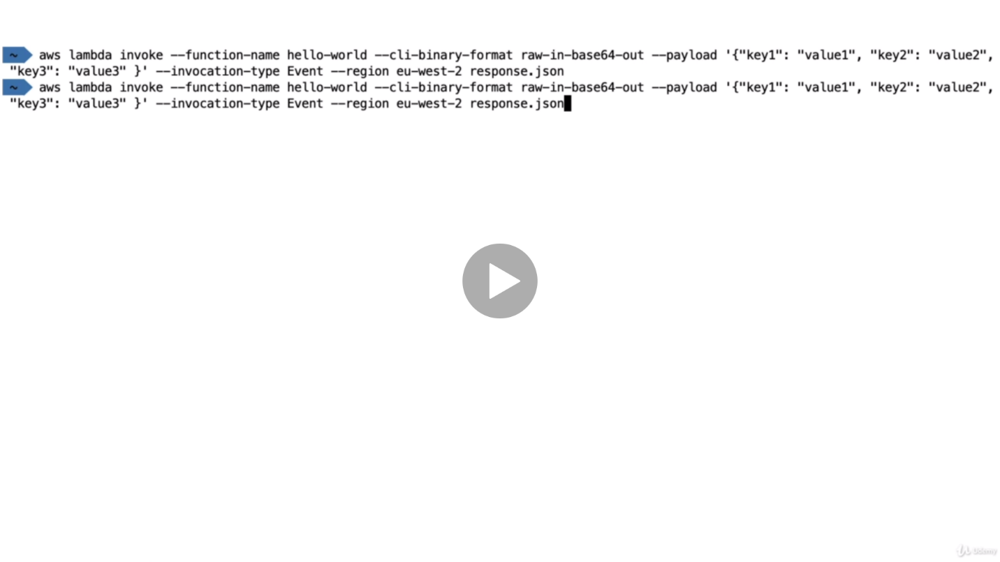 ~ aws lambda invoke --function-name hello-world --cli-binary-format raw-in-base64-out --payload '{"key1": "value1", "key2": "value2",
"key3": "value3" }' --invocation-type Event --region eu-west-2 response.json
~ aws lambda invoke --function-name hello-world --cli-binary-format raw-in-base64-out --payload '{"key1": "value1", "key2": "value2",
"key3": "value3" }' --invocation-type Event --region eu-west-2 response.json
Udemy